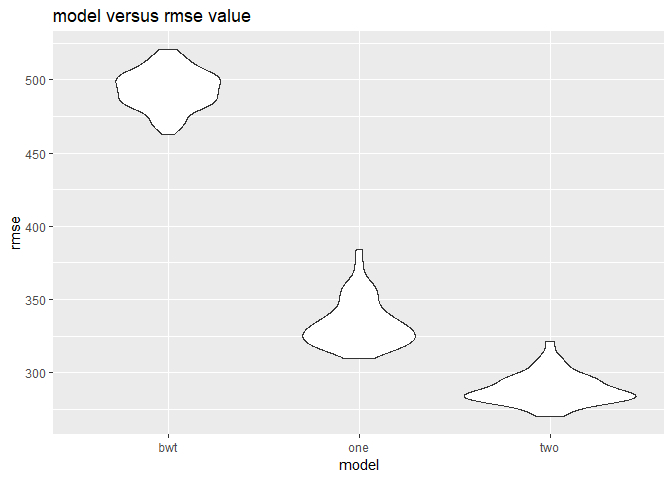 model versus rmse value
500
450
400
350
300
rmse
bwt
one
two
model